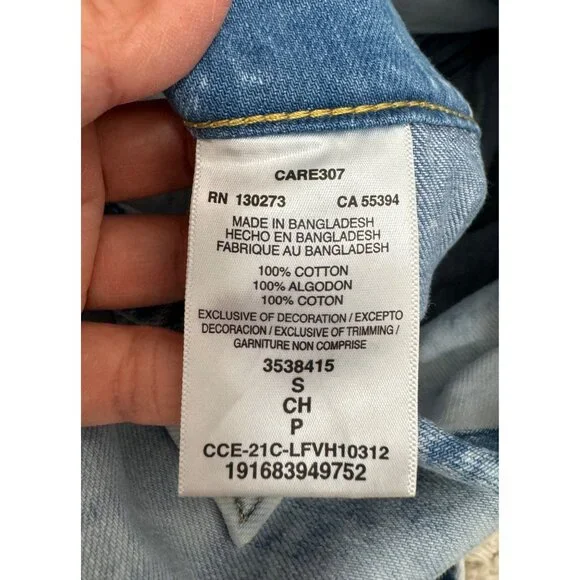 CARE307
RN 130273 CA 55394
MADE IN BANGLADESH
HECHO EN BANGLADESH
FABRIQUE AU BANGLADESH
100% COTTON
100% ALGODON
100% COTON
EXCLUSIVE OF DECORATION / EXCEPTO
DECORACION / EXCLUSIVE OF TRIMMING /
GARNITURE NON COMPRISE
3538415
S
CH
P
CCE-21C-LFVH10312
191683949752